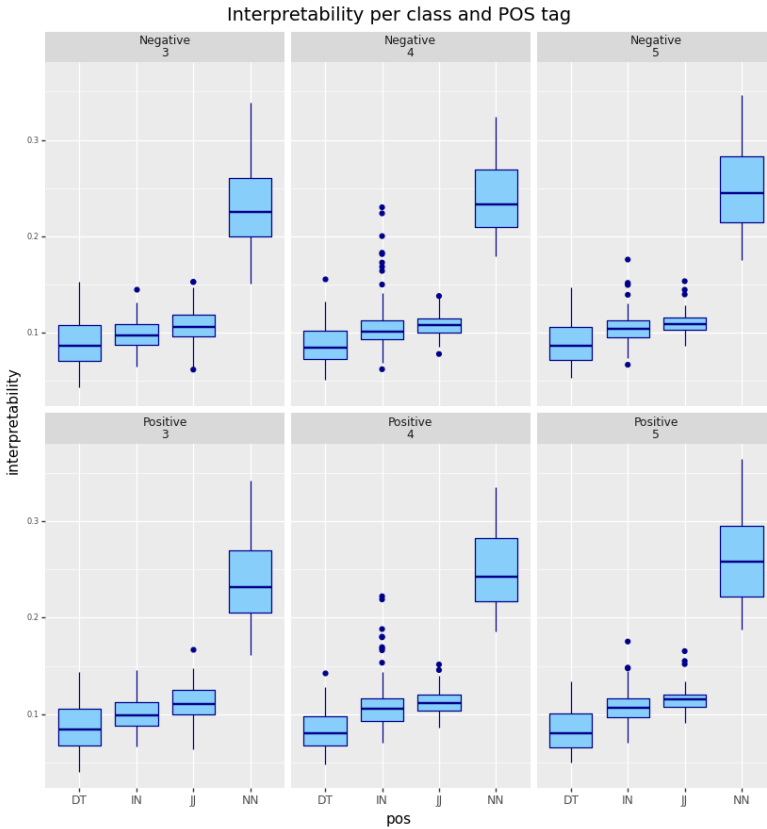 Interpretability per class and POS tag
Negative
3
Negative
4
Negative
5
0.3
0.2
0.1
Positive
3
Positive
4
Positive
5
0.3
0.2
0.1
interpretability
DT IN JJ NN
DT IN JJ NN
DT IN JJ NN
pos